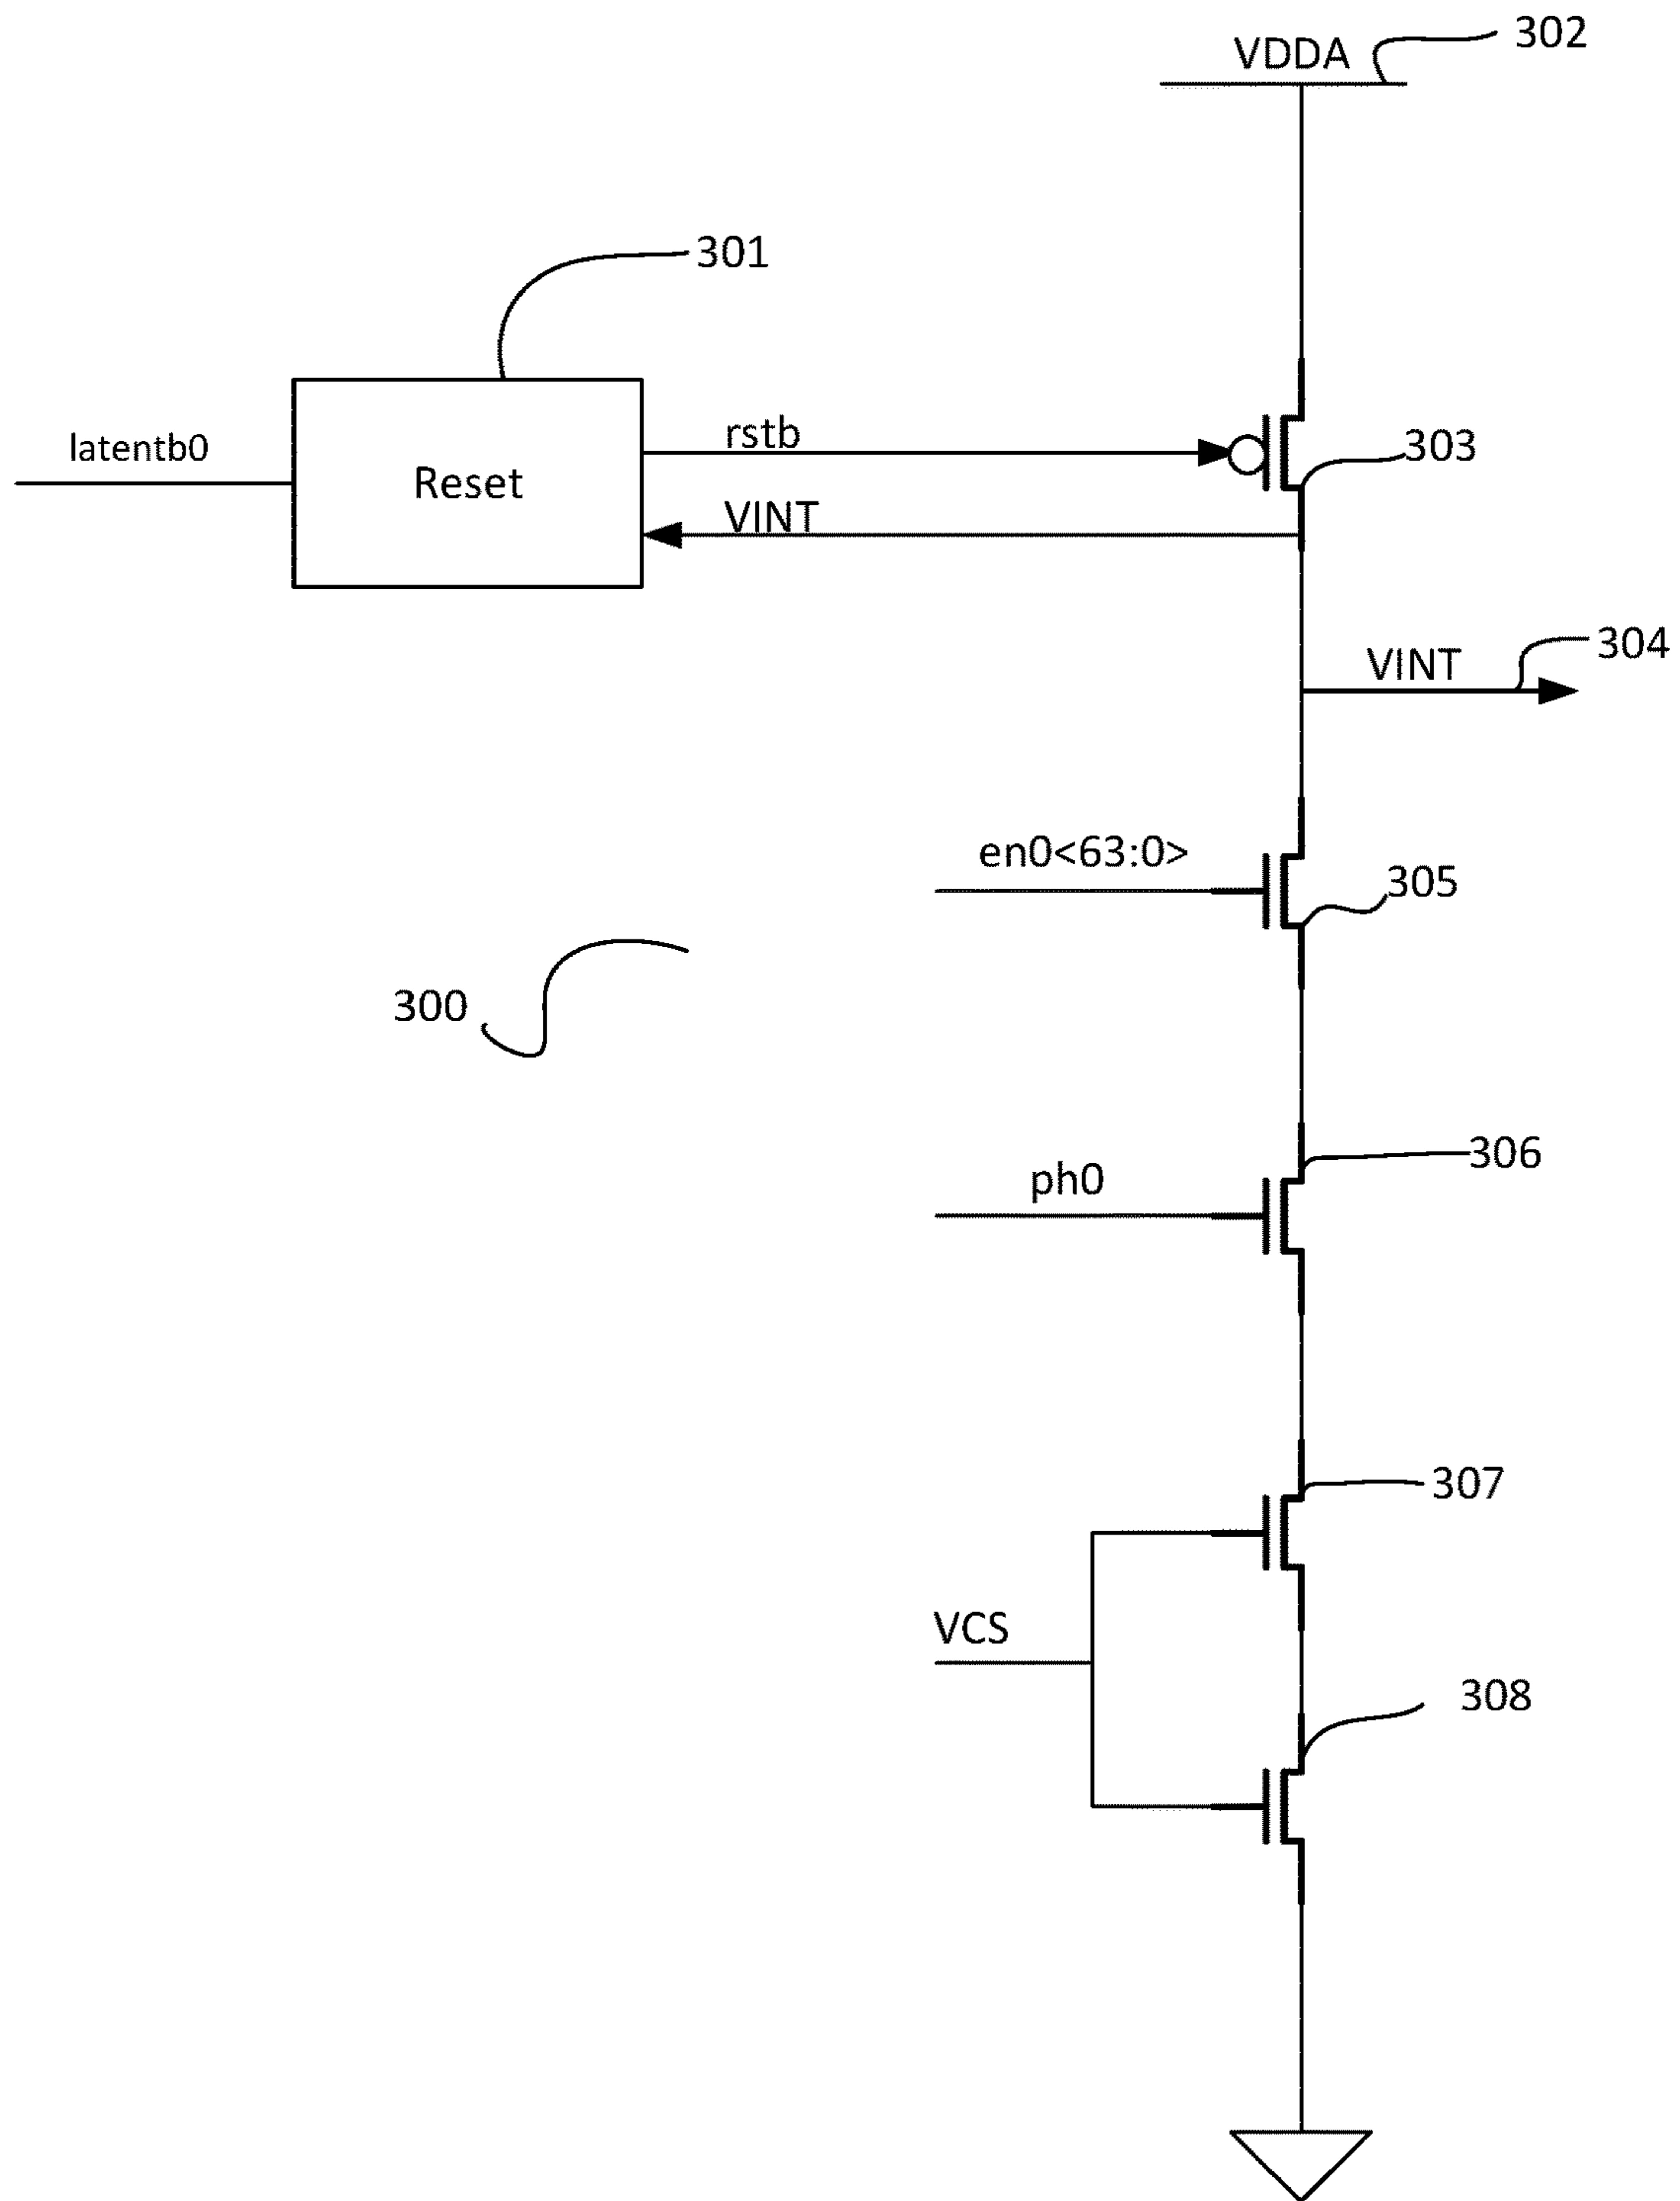 302
VDDA
301
latentb0
Reset
rstb
303
VINT
304
VINT
en0<63:0>
305
300
306
ph0
307
VCS
308